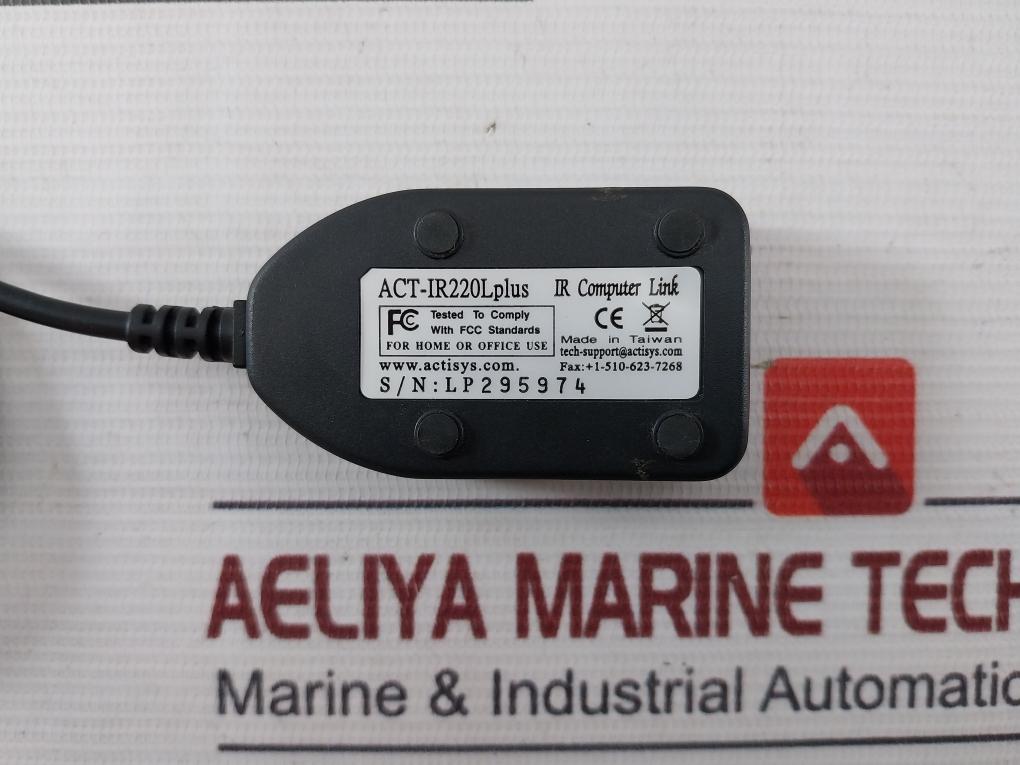 ACT-IR220Lplus IR Computer Link
FC Tested To Comply
With FCC Standards
FOR HOME OR OFFICE USE
CE
Made in Taiwan
www.actisys.com. tech-support@actisys.com
Fax:+1-510-623-7268
S/N:LP295974
AELIYA MARINE TECH
Marine & Industrial Automatio